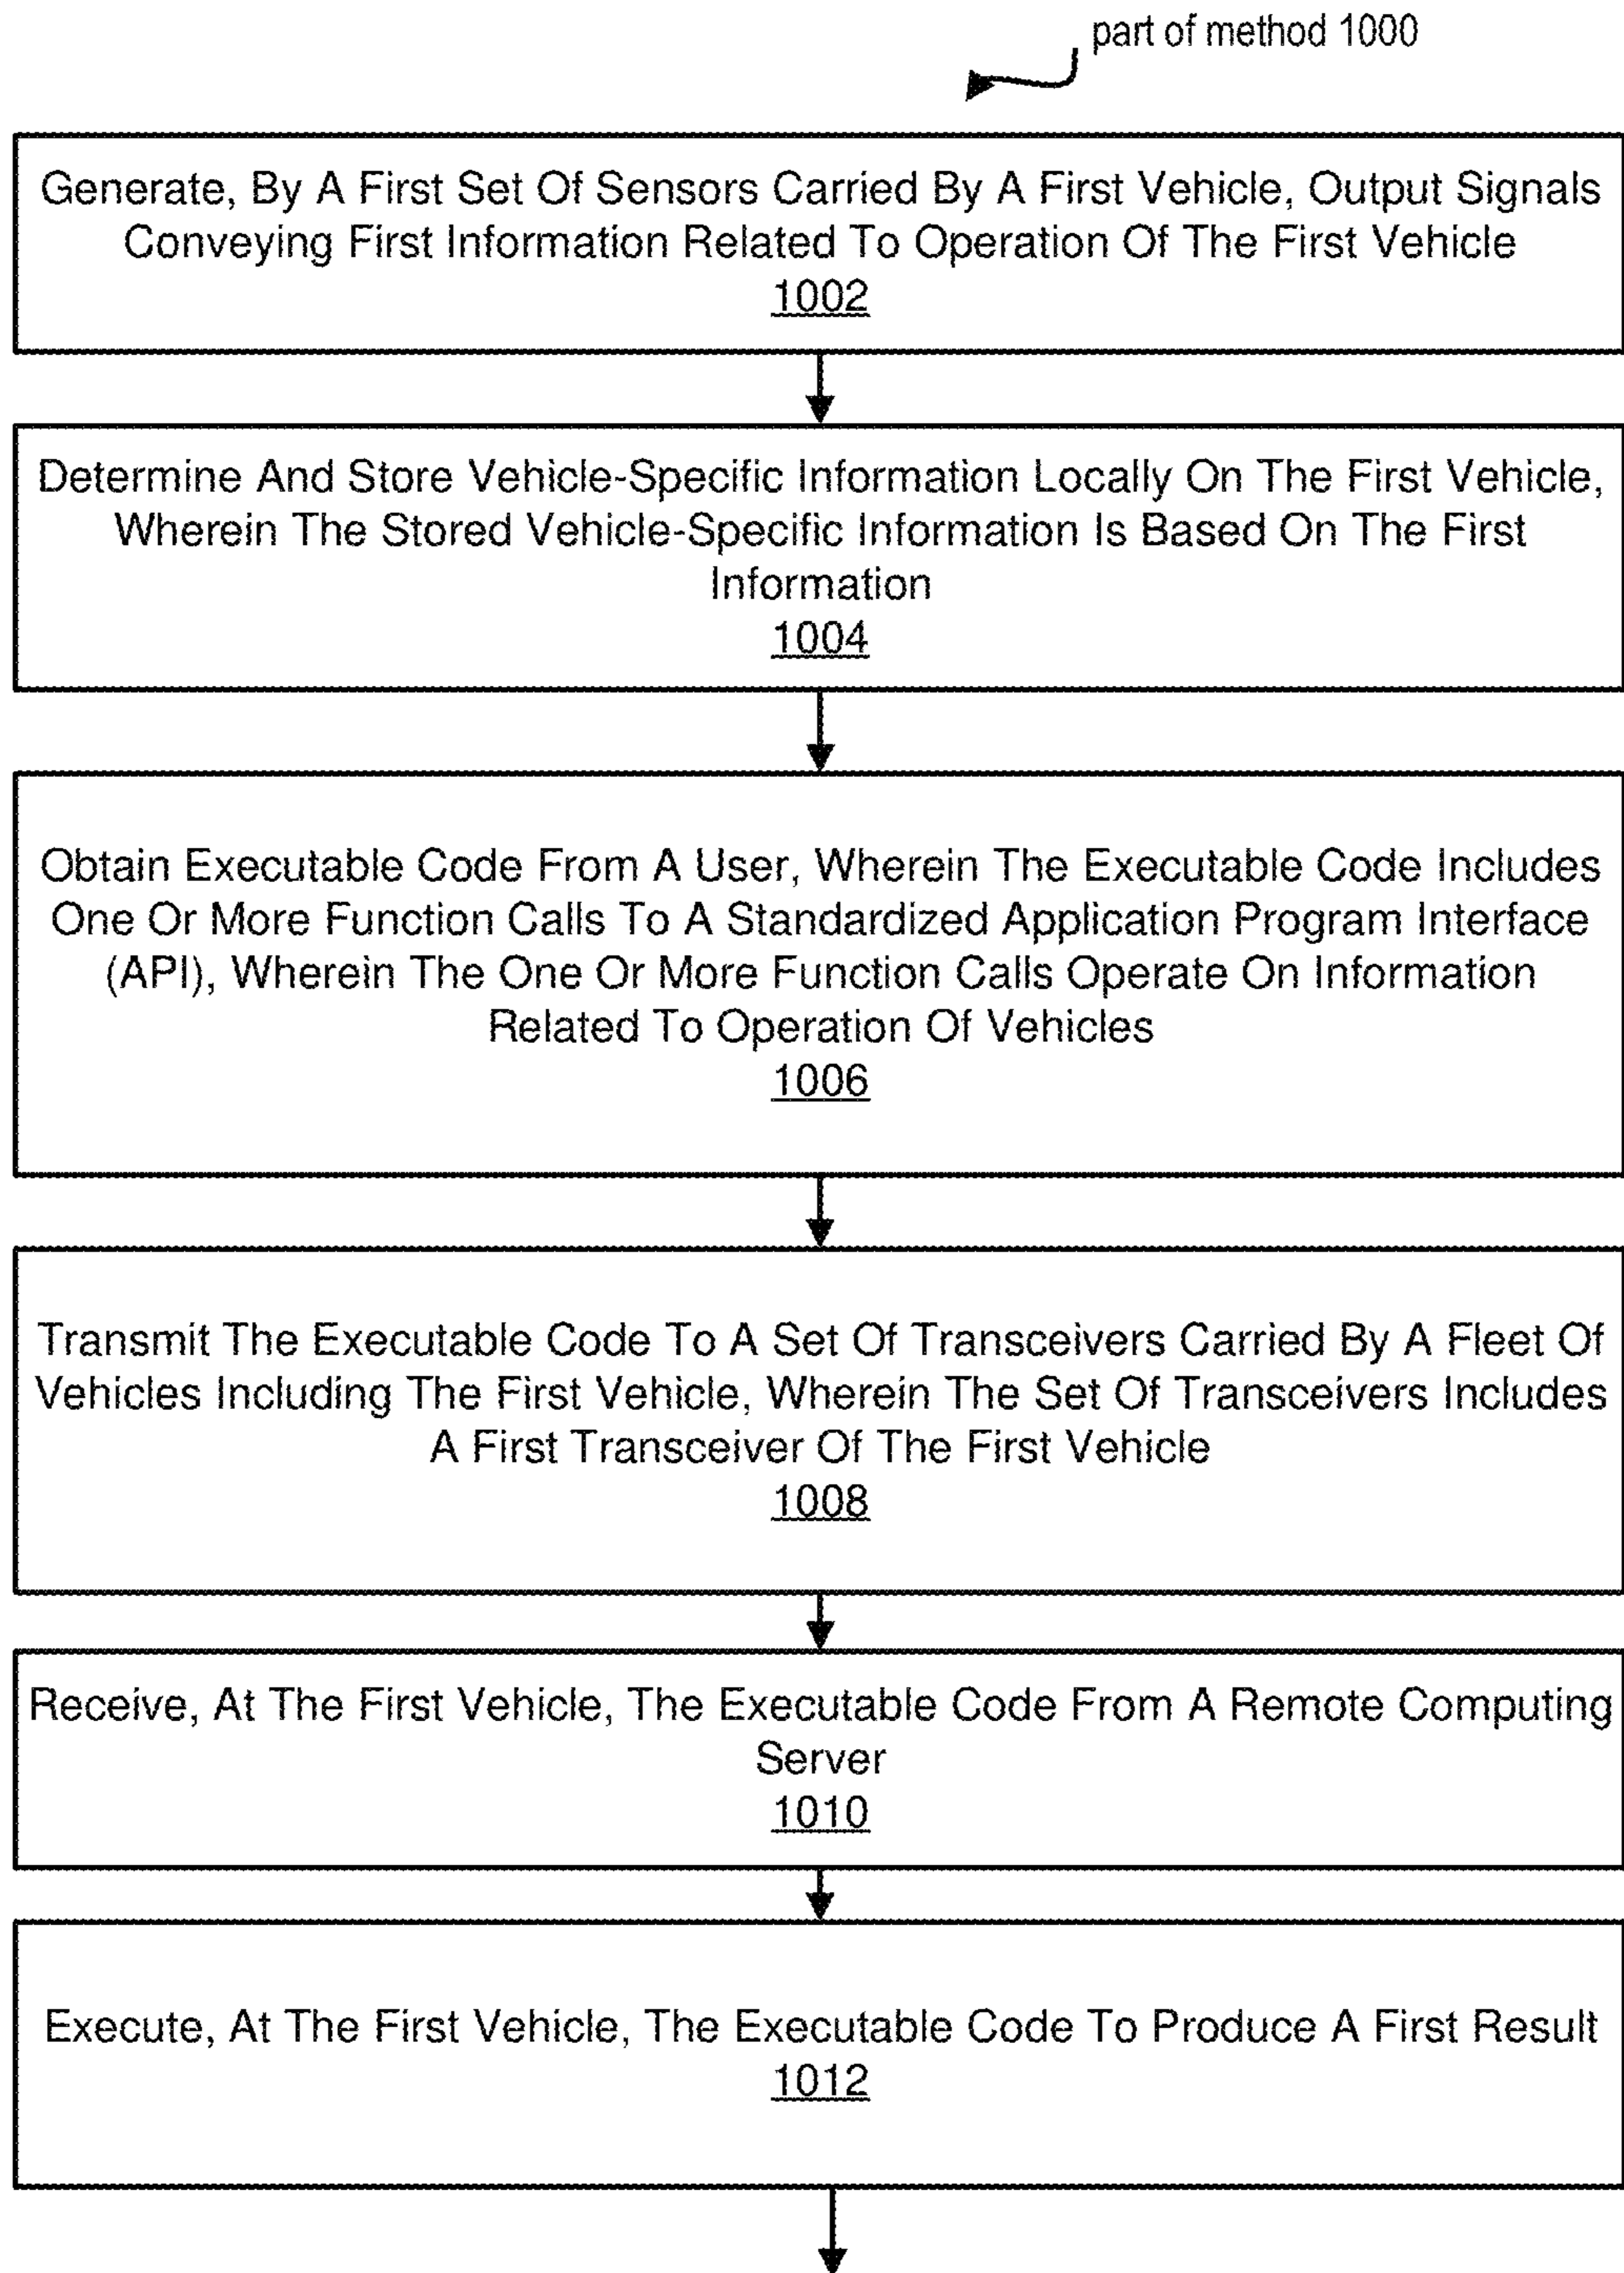 part of method 1000
Generate, By A First Set Of Sensors Carried By A First Vehicle, Output Signals
Conveying First Information Related To Operation Of The First Vehicle
1002
Determine And Store Vehicle-Specific Information Locally On The First Vehicle,
Wherein The Stored Vehicle-Specific Information Is Based On The First
Information
1004
Obtain Executable Code From A User, Wherein The Executable Code Includes
One Or More Function Calls To A Standardized Application Program Interface
(API), Wherein The One Or More Function Calls Operate On Information
Related To Operation Of Vehicles
1006
Transmit The Executable Code To A Set Of Transceivers Carried By A Fleet Of
Vehicles Including The First Vehicle, Wherein The Set Of Transceivers Includes
A First Transceiver Of The First Vehicle
1008
Receive, At The First Vehicle, The Executable Code From A Remote Computing
Server
1010
Execute, At The First Vehicle, The Executable Code To Produce A First Result
1012